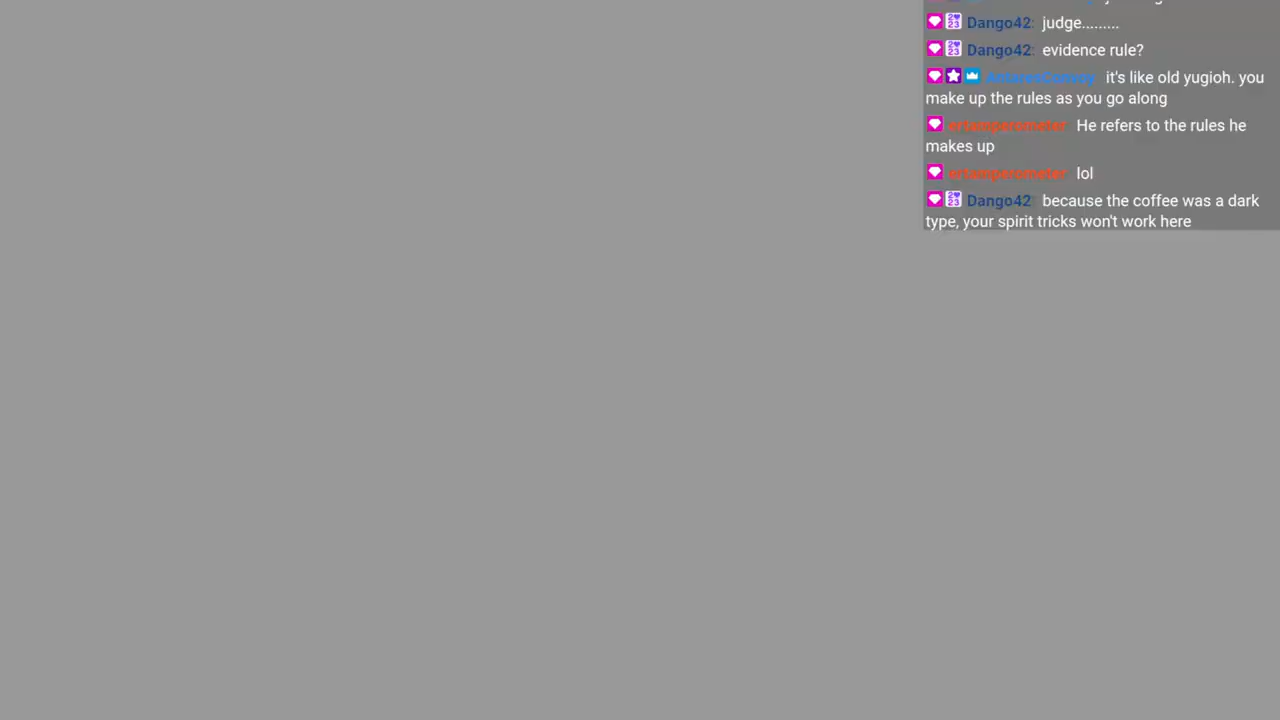 Dango42: judge.........
Dango42: evidence rule?
it's like old yugioh. you
make up the rules as you go along
He refers to the rules he
makes up
lol
Dango42: because the coffee was a dark
type, your spirit tricks won't work here